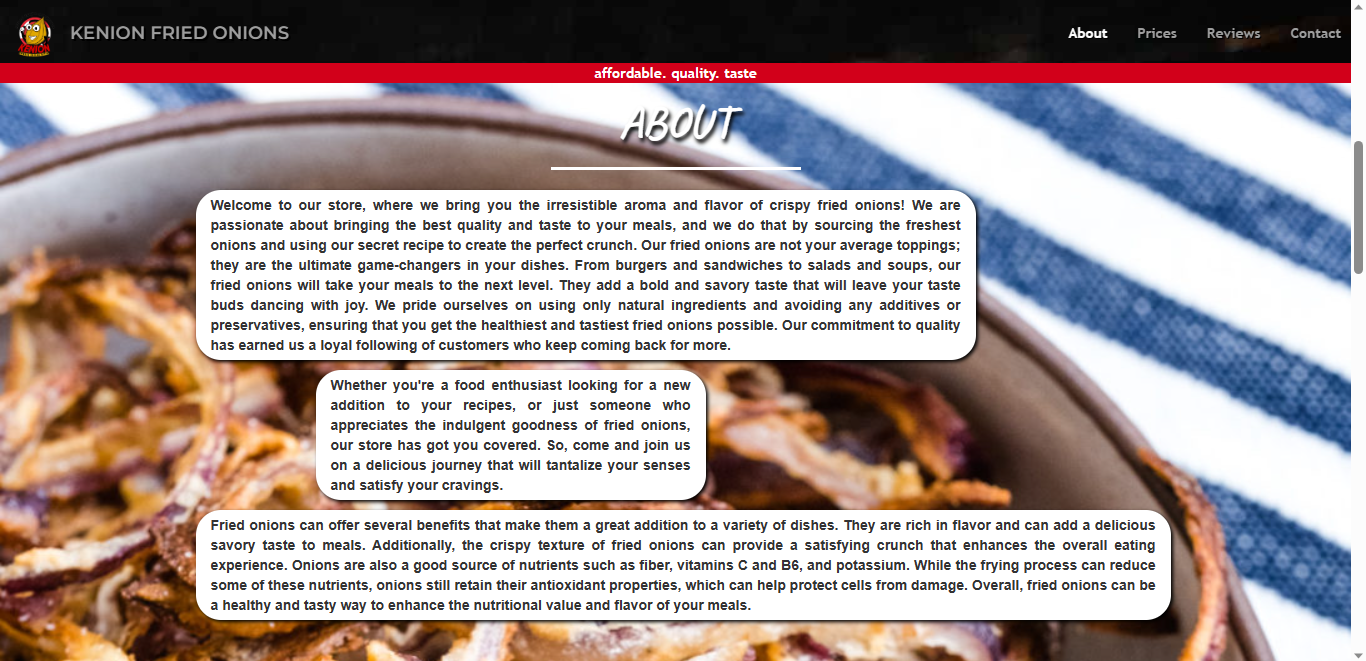 KENION
KENION FRIED ONIONS
About
Prices
Reviews
Contact
affordable. quality. taste
ABOUT
Welcome to our store, where we bring you the irresistible aroma and flavor of crispy fried onions! We are
passionate about bringing the best quality and taste to your meals, and we do that by sourcing the freshest
onions and using our secret recipe to create the perfect crunch. Our fried onions are not your average toppings;
they are the ultimate game-changers in your dishes. From burgers and sandwiches to salads and soups, our
fried onions will take your meals to the next level. They add a bold and savory taste that will leave your taste
buds dancing with joy. We pride ourselves on using only natural ingredients and avoiding any additives or
preservatives, ensuring that you get the healthiest and tastiest fried onions possible. Our commitment to quality
has earned us a loyal following of customers who keep coming back for more.
Whether you're a food enthusiast looking for a new
addition to your recipes, or just someone who
appreciates the indulgent goodness of fried onions,
our store has got you covered. So, come and join us
on a delicious journey that will tantalize your senses
and satisfy your cravings.
Fried onions can offer several benefits that make them a great addition to a variety of dishes. They are rich in flavor and can add a delicious
savory taste to meals. Additionally, the crispy texture of fried onions can provide a satisfying crunch that enhances the overall eating
experience. Onions are also a good source of nutrients such as fiber, vitamins C and B6, and potassium. While the frying process can reduce
some of these nutrients, onions still retain their antioxidant properties, which can help protect cells from damage. Overall, fried onions can be
a healthy and tasty way to enhance the nutritional value and flavor of your meals.